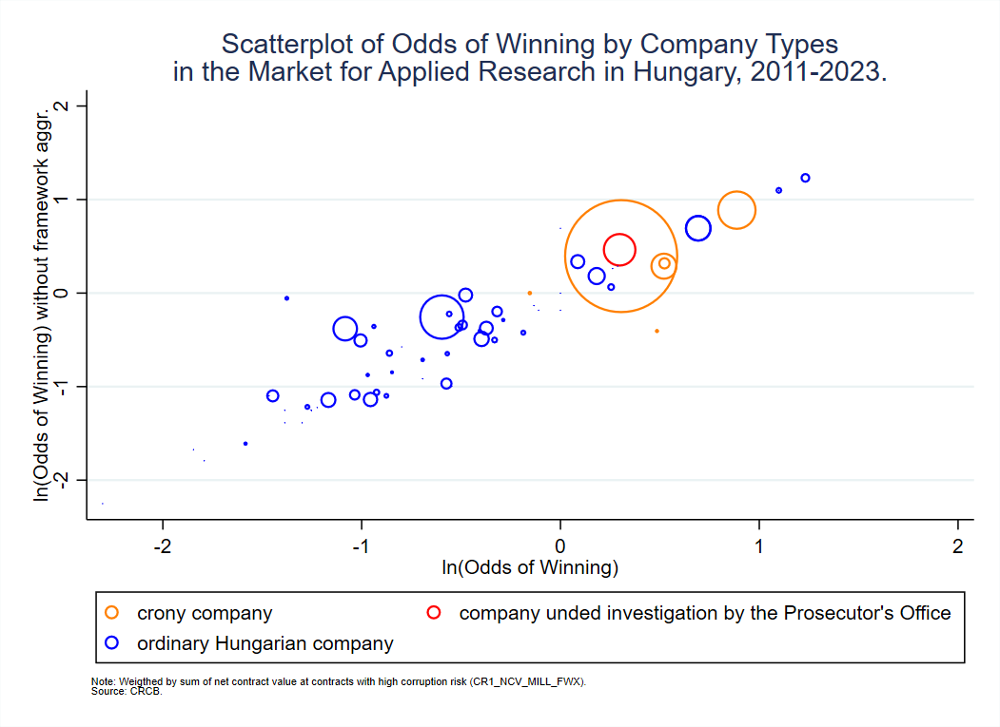 Scatterplot of Odds of Winning by Company Types
in the Market for Applied Research in Hungary, 2011-2023.
ln(Odds of Winning) without framework aggr.
2
1
0
-1
-2
-2
-1
0
1
2
ln(Odds of Winning)
crony company
company unded investigation by the Prosecutor's Office
ordinary Hungarian company
Note: Weigthed by sum of net contract value at contracts with high corruption risk (CR1_NCV_MILL_FWX).
Source: CRCB.